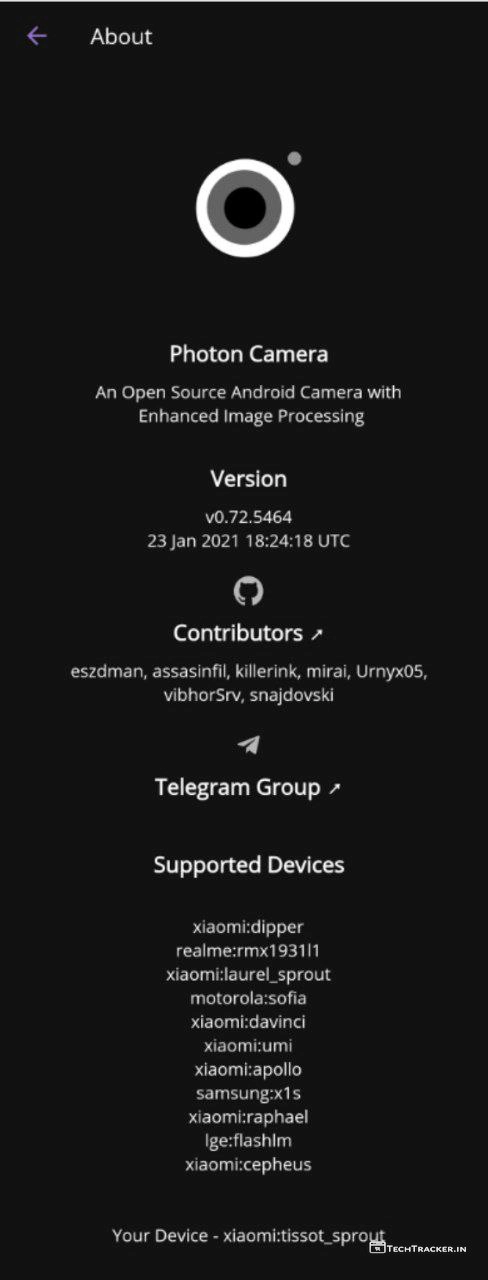 About
Photon Camera
An Open Source Android Camera with
Enhanced Image Processing
Version
v0.72.5464
23 Jan 2021 18:24:18 UTC
Contributors ↗
eszdman, assasinfil, killerink, mirai, Urnyx05,
vibhorSrv, snajdovski
Telegram Group ↗
Supported Devices
xiaomi:dipper
realme:rmx1931l1
xiaomi:laurel_sprout
motorola:sofia
xiaomi:davinci
xiaomi:umi
xiaomi:apollo
samsung:x1s
xiaomi:raphael
lge:flashlm
xiaomi:cepheus
Your Device - xiaomi:tissot_sprout
TechTracker.in